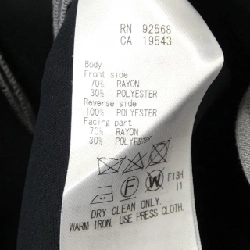 RN 92568
CA 19543
Body
Front side
70% RAYON
30% POLYESTER
Reverse side
100% POLYESTER
Facing part
70% RAYON
30% POLYESTER
F W
DRY CLEAN ONLY.
WARM IRON. USE PRESS CLOTH.